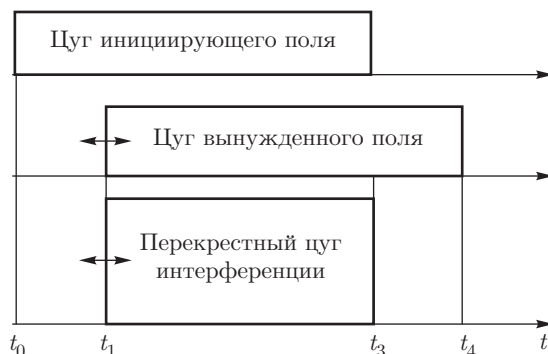 Цуг инициирующего поля
Цуг вынужденного поля
Перекрестный цуг
интерференции
t0 t1 t3 t4 t